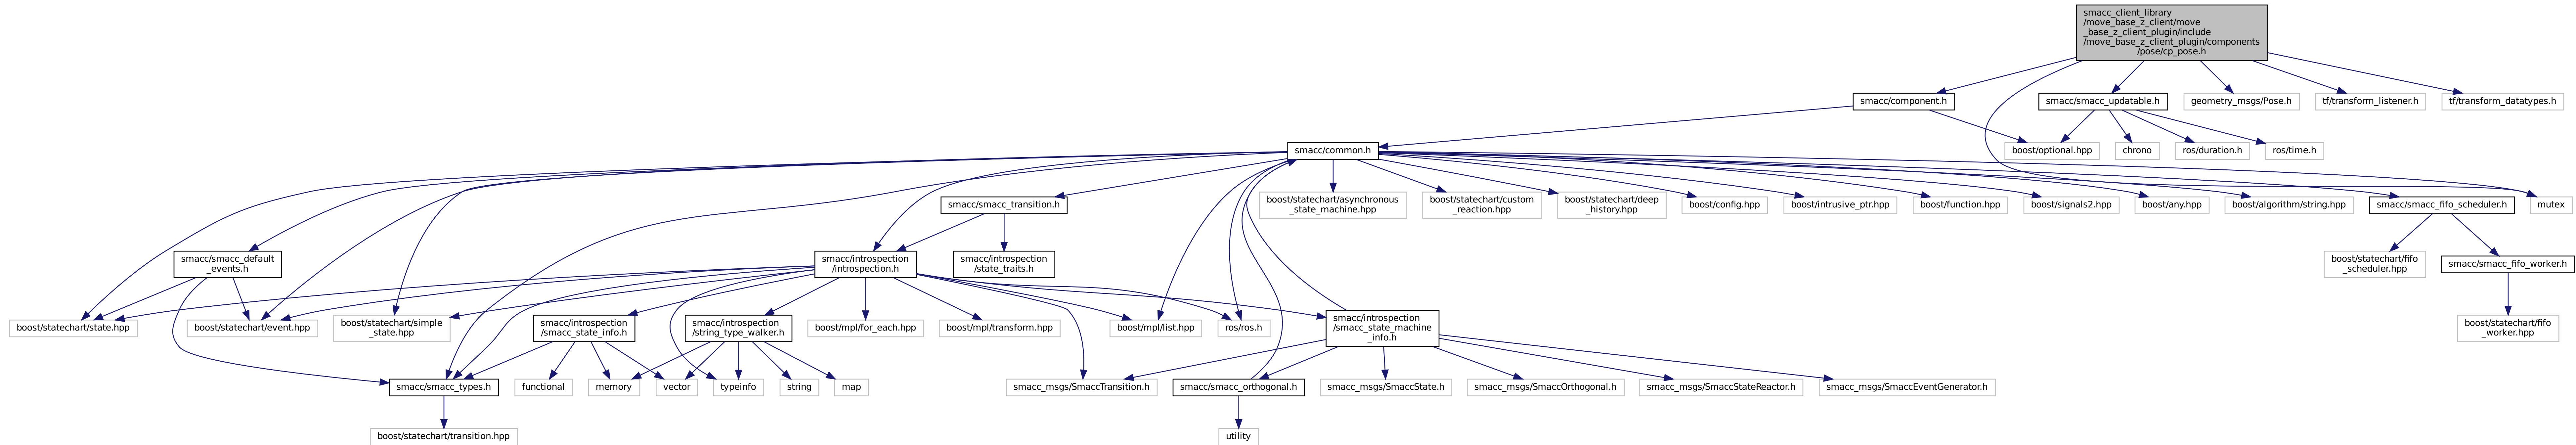 smacc_client_library
/move_base_z_client/move
_base_z_client_plugin/include
/move_base_z_client_plugin/components
/pose/cp_pose.h
smacc/component.h
smacc/smacc_updatable.h
geometry_msgs/Pose.h
tf/transform_listener.h
tf/transform_datatypes.h
smacc/common.h
boost/optional.hpp
chrono
ros/duration.h
ros/time.h
smacc/smacc_transition.h
boost/statechart/asynchronous
_state_machine.hpp
boost/statechart/custom
_reaction.hpp
boost/statechart/deep
_history.hpp
boost/config.hpp
boost/intrusive_ptr.hpp
boost/function.hpp
boost/signals2.hpp
boost/any.hpp
boost/algorithm/string.hpp
smacc/smacc_fifo_scheduler.h
mutex
smacc/smacc_default
_events.h
smacc/introspection
/introspection.h
smacc/introspection
/state_traits.h
boost/statechart/fifo
_scheduler.hpp
smacc/smacc_fifo_worker.h
boost/statechart/state.hpp
boost/statechart/event.hpp
boost/statechart/simple
_state.hpp
smacc/introspection
/smacc_state_info.h
smacc/introspection
/string_type_walker.h
boost/mpl/for_each.hpp
boost/mpl/transform.hpp
boost/mpl/list.hpp
ros/ros.h
smacc/introspection
/smacc_state_machine
_info.h
boost/statechart/fifo
_worker.hpp
smacc/smacc_types.h
functional
memory
vector
typeinfo
string
map
smacc_msgs/SmaccTransition.h
smacc/smacc_orthogonal.h
smacc_msgs/SmaccState.h
smacc_msgs/SmaccOrthogonal.h
smacc_msgs/SmaccStateReactor.h
smacc_msgs/SmaccEventGenerator.h
boost/statechart/transition.hpp
utility